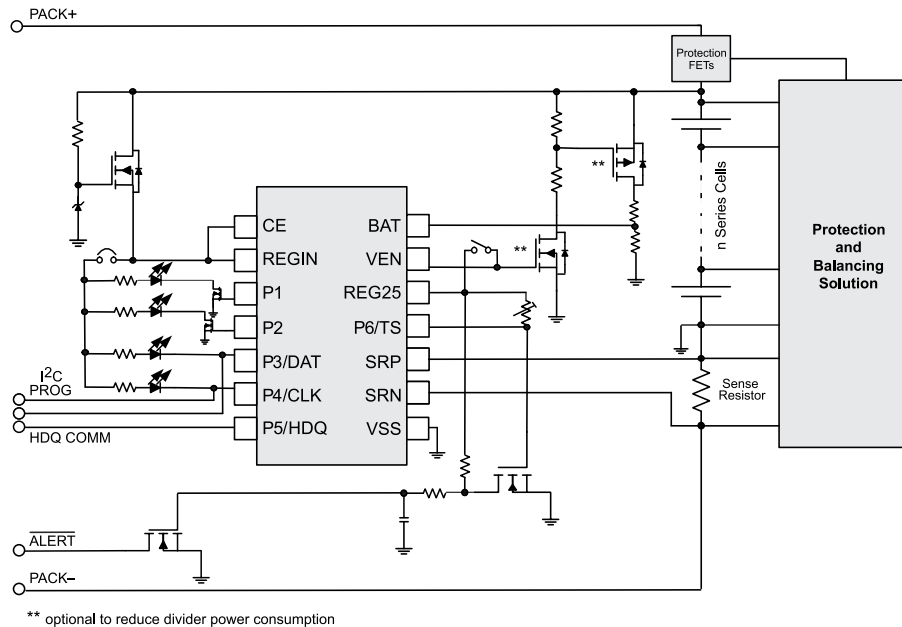 PACK+
Protection
FETs
**
n Series Cells
Protection
and
Balancing
Solution
CE
BAT
**
REGIN
VEN
P1
REG25
P2
P6/TS
P3/DAT
SRP
I²C
PROG
P4/CLK
SRN
Sense
Resistor
HDQ COMM
P5/HDQ
VSS
ALERT
PACK–
** optional to reduce divider power consumption